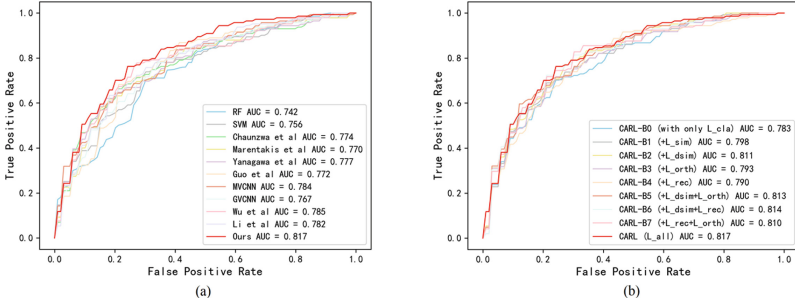 1.0
0.8
0.6
0.4
0.2
0.0
True Positive Rate
0.0 0.2 0.4 0.6 0.8 1.0
False Positive Rate
RF AUC = 0.742
SVM AUC = 0.756
Chaunzwa et al AUC = 0.774
Marentakis et al AUC = 0.770
Yanagawa et al AUC = 0.777
Guo et al AUC = 0.772
MVCNN AUC = 0.784
GVCNN AUC = 0.767
Wu et al AUC = 0.785
Li et al AUC = 0.782
Ours AUC = 0.817
(a)
1.0
0.8
0.6
0.4
0.2
0.0
True Positive Rate
0.0 0.2 0.4 0.6 0.8 1.0
False Positive Rate
CARL-B0 (with only L_cla) AUC = 0.783
CARL-B1 (+L_sim) AUC = 0.798
CARL-B2 (+L_dsim) AUC = 0.811
CARL-B3 (+L_orth) AUC = 0.793
CARL-B4 (+L_rec) AUC = 0.790
CARL-B5 (+L_dsim+L_orth) AUC = 0.813
CARL-B6 (+L_dsim+L_rec) AUC = 0.814
CARL-B7 (+L_rec+L_orth) AUC = 0.810
CARL (L_all) AUC = 0.817
(b)